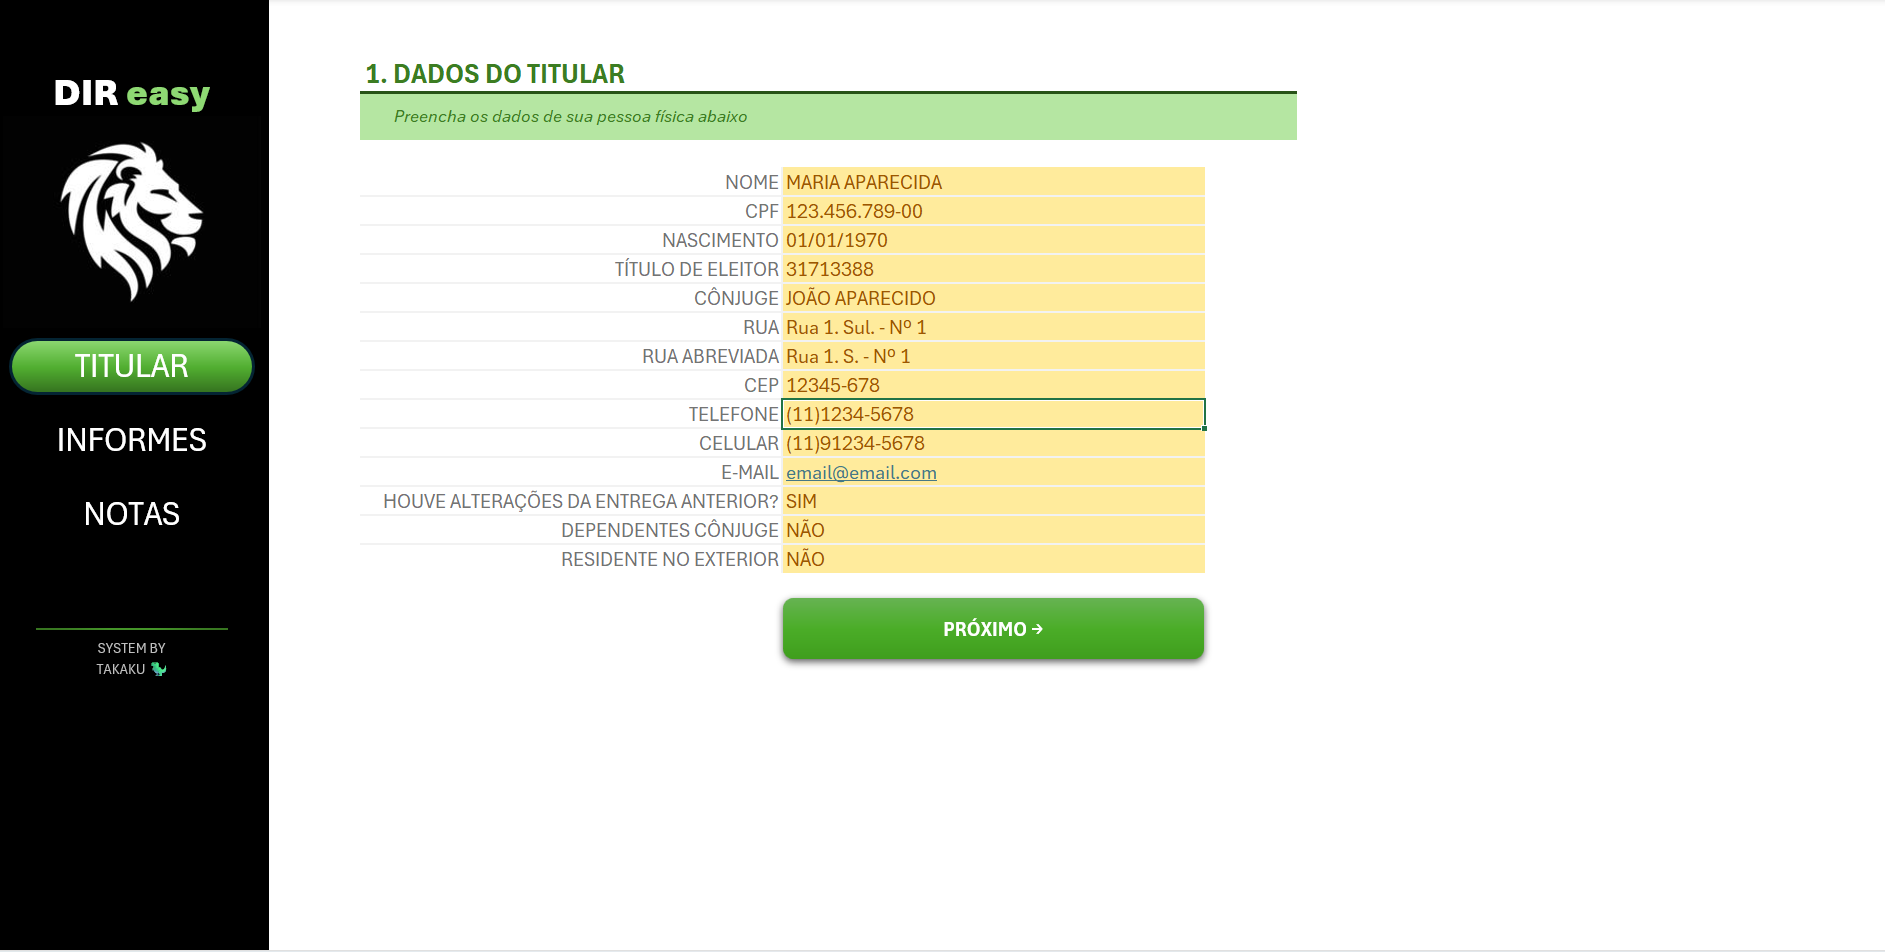 DIR easy
TITULAR
INFORMES
NOTAS
SYSTEM BY
TAKAKU
1. DADOS DO TITULAR
Preencha os dados de sua pessoa física abaixo
NOME MARIA APARECIDA
CPF 123.456.789-00
NASCIMENTO 01/01/1970
TÍTULO DE ELEITOR 31713388
CÔNJUGE JOÃO APARECIDO
RUA Rua 1. Sul. - Nº 1
RUA ABREVIADA Rua 1. S. - Nº 1
CEP 12345-678
TELEFONE (11)1234-5678
CELULAR (11)91234-5678
E-MAIL email@email.com
HOUVE ALTERAÇÕES DA ENTREGA ANTERIOR? SIM
DEPENDENTES CÔNJUGE NÃO
RESIDENTE NO EXTERIOR NÃO
PRÓXIMO →